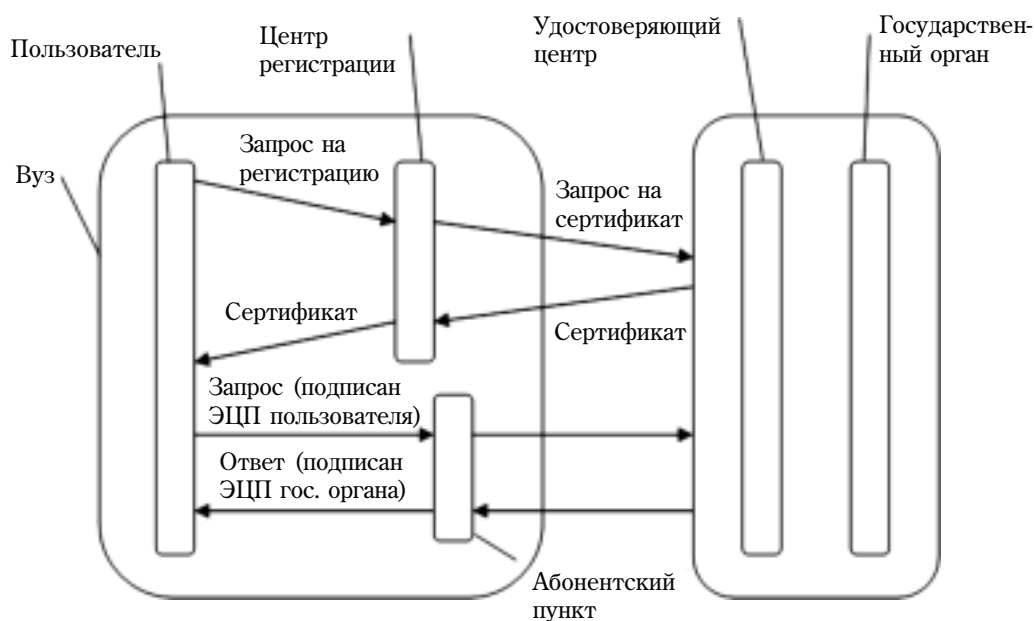 Пользователь
Центр
регистрации
Удостоверяющий
центр
Государствен-
ный орган
Вуз
Запрос на
регистрацию
Запрос на
сертификат
Сертификат
Сертификат
Запрос (подписан
ЭЦП пользователя)
Ответ (подписан
ЭЦП гос. органа)
Абонентский
пункт